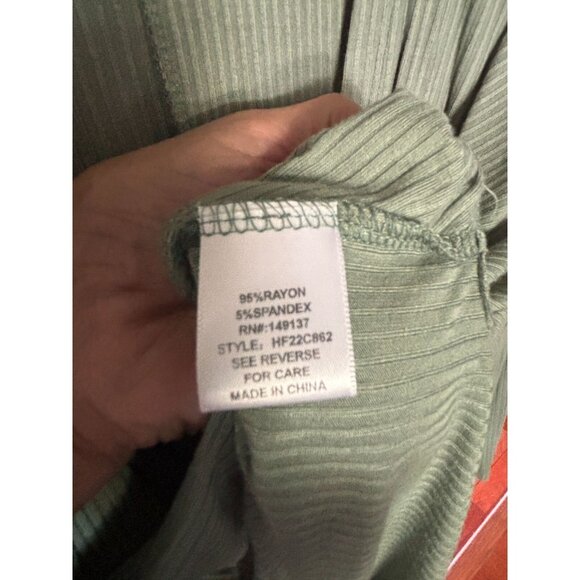 95%RAYON
5%SPANDEX
RN#:149137
STYLE: HF22C862
SEE REVERSE
FOR CARE
MADE IN CHINA